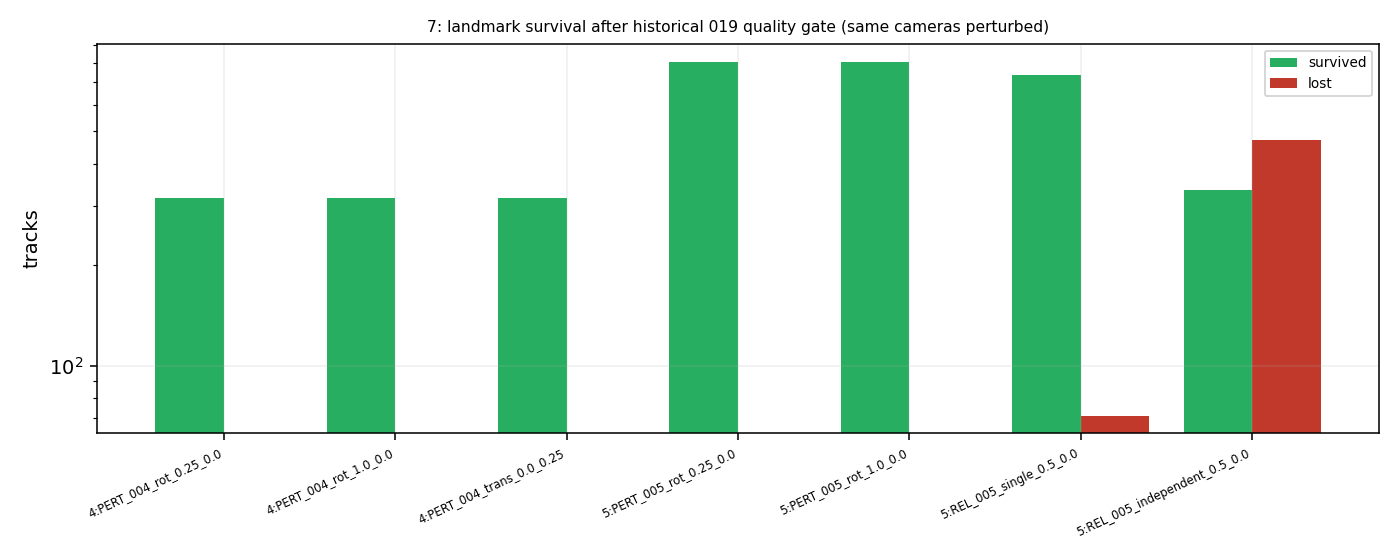 7: landmark survival after historical 019 quality gate (same cameras perturbed)
survived
lost
tracks
10²
4:PERT_004_rot_0.25_0.0
4:PERT_004_rot_1.0_0.0
4:PERT_004_trans_0.0_0.25
5:PERT_005_rot_0.25_0.0
5:PERT_005_rot_1.0_0.0
5:REL_005_single_0.5_0.0
5:REL_005_independent_0.5_0.0